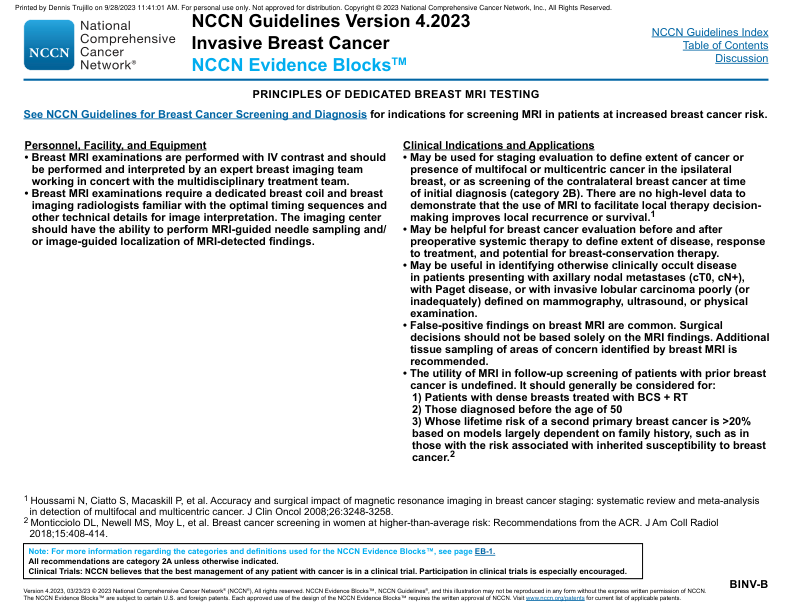 Printed by Dennis Trujillo on 9/28/2023 11:41:01 AM. For personal use only. Not approved for distribution. Copyright © 2023 National Comprehensive Cancer Network, Inc., All Rights Reserved.
NCCN
National
Comprehensive
Cancer
Network®
NCCN Guidelines Version 4.2023
Invasive Breast Cancer
NCCN Evidence Blocks™
NCCN Guidelines Index
Table of Contents
Discussion
PRINCIPLES OF DEDICATED BREAST MRI TESTING
See NCCN Guidelines for Breast Cancer Screening and Diagnosis for indications for screening MRI in patients at increased breast cancer risk.
Personnel, Facility, and Equipment
• Breast MRI examinations are performed with IV contrast and should
be performed and interpreted by an expert breast imaging team
working in concert with the multidisciplinary treatment team.
• Breast MRI examinations require a dedicated breast coil and breast
imaging radiologists familiar with the optimal timing sequences and
other technical details for image interpretation. The imaging center
should have the ability to perform MRI-guided needle sampling and/
or image-guided localization of MRI-detected findings.
Clinical Indications and Applications
• May be used for staging evaluation to define extent of cancer or
presence of multifocal or multicentric cancer in the ipsilateral
breast, or as screening of the contralateral breast cancer at time
of initial diagnosis (category 2B). There are no high-level data to
demonstrate that the use of MRI to facilitate local therapy decision-
making improves local recurrence or survival.1
• May be helpful for breast cancer evaluation before and after
preoperative systemic therapy to define extent of disease, response
to treatment, and potential for breast-conservation therapy.
• May be useful in identifying otherwise clinically occult disease
in patients presenting with axillary nodal metastases (cT0, cN+),
with Paget disease, or with invasive lobular carcinoma poorly (or
inadequately) defined on mammography, ultrasound, or physical
examination.
• False-positive findings on breast MRI are common. Surgical
decisions should not be based solely on the MRI findings. Additional
tissue sampling of areas of concern identified by breast MRI is
recommended.
• The utility of MRI in follow-up screening of patients with prior breast
cancer is undefined. It should generally be considered for:
1) Patients with dense breasts treated with BCS + RT
2) Those diagnosed before the age of 50
3) Whose lifetime risk of a second primary breast cancer is >20%
based on models largely dependent on family history, such as in
those with the risk associated with inherited susceptibility to breast
cancer.2
1 Houssami N, Ciatto S, Macaskill P, et al. Accuracy and surgical impact of magnetic resonance imaging in breast cancer staging: systematic review and meta-analysis
in detection of multifocal and multicentric cancer. J Clin Oncol 2008;26:3248-3258.
2 Monticciolo DL, Newell MS, Moy L, et al. Breast cancer screening in women at higher-than-average risk: Recommendations from the ACR. J Am Coll Radiol
2018;15:408-414.
Note: For more information regarding the categories and definitions used for the NCCN Evidence Blocks™, see page EB-1.
All recommendations are category 2A unless otherwise indicated.
Clinical Trials: NCCN believes that the best management of any patient with cancer is in a clinical trial. Participation in clinical trials is especially encouraged.
BINV-B
Version 4.2023, 03/23/23 © 2023 National Comprehensive Cancer Network® (NCCN®), All rights reserved. NCCN Evidence Blocks™, NCCN Guidelines®, and this illustration may not be reproduced in any form without the express written permission of NCCN.
The NCCN Evidence Blocks™ are subject to certain U.S. and foreign patents. Each approved use of the design of the NCCN Evidence Blocks™ requires the written approval of NCCN. Visit www.nccn.org/patents for current list of applicable patents.